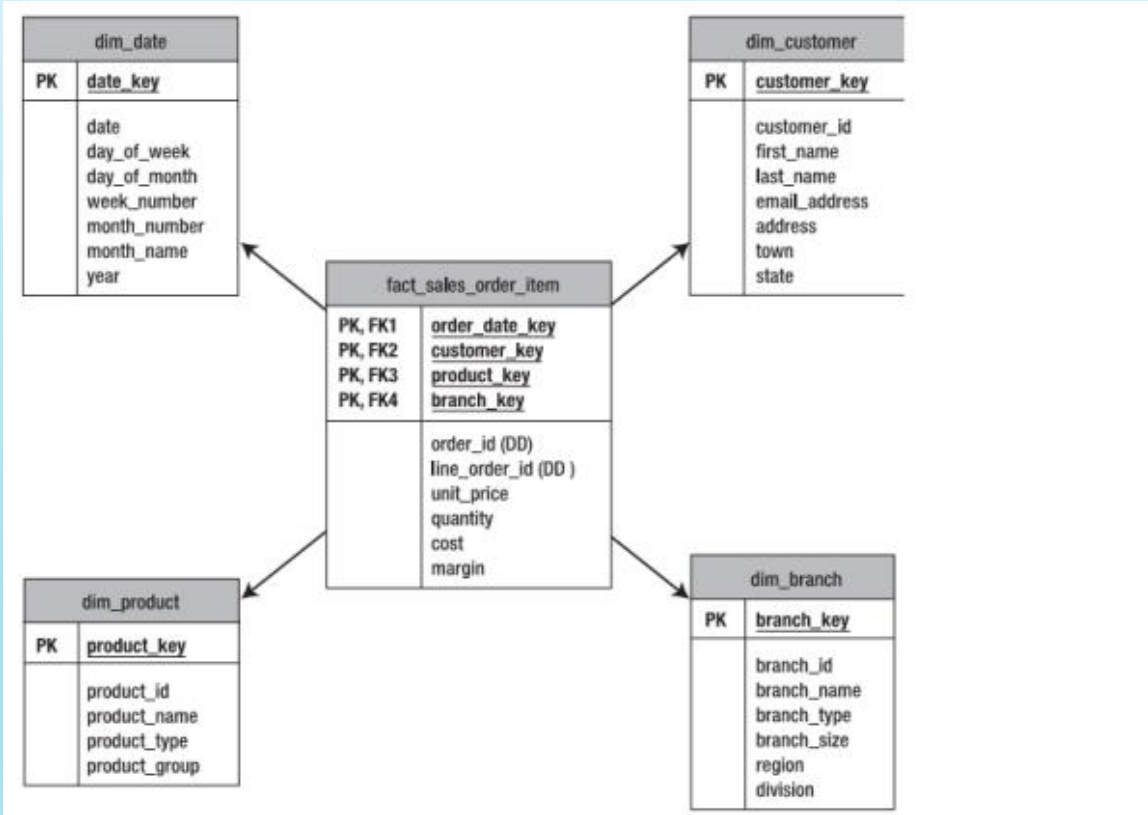 dim_date
PK date_key
date
day_of_week
day_of_month
week_number
month_number
month_name
year
dim_customer
PK customer_key
customer_id
first_name
last_name
email_address
address
town
state
fact_sales_order_item
PK, FK1 order_date_key
PK, FK2 customer_key
PK, FK3 product_key
PK, FK4 branch_key
order_id (DD)
line_order_id (DD )
unit_price
quantity
cost
margin
dim_product
PK product_key
product_id
product_name
product_type
product_group
dim_branch
PK branch_key
branch_id
branch_name
branch_type
branch_size
region
division